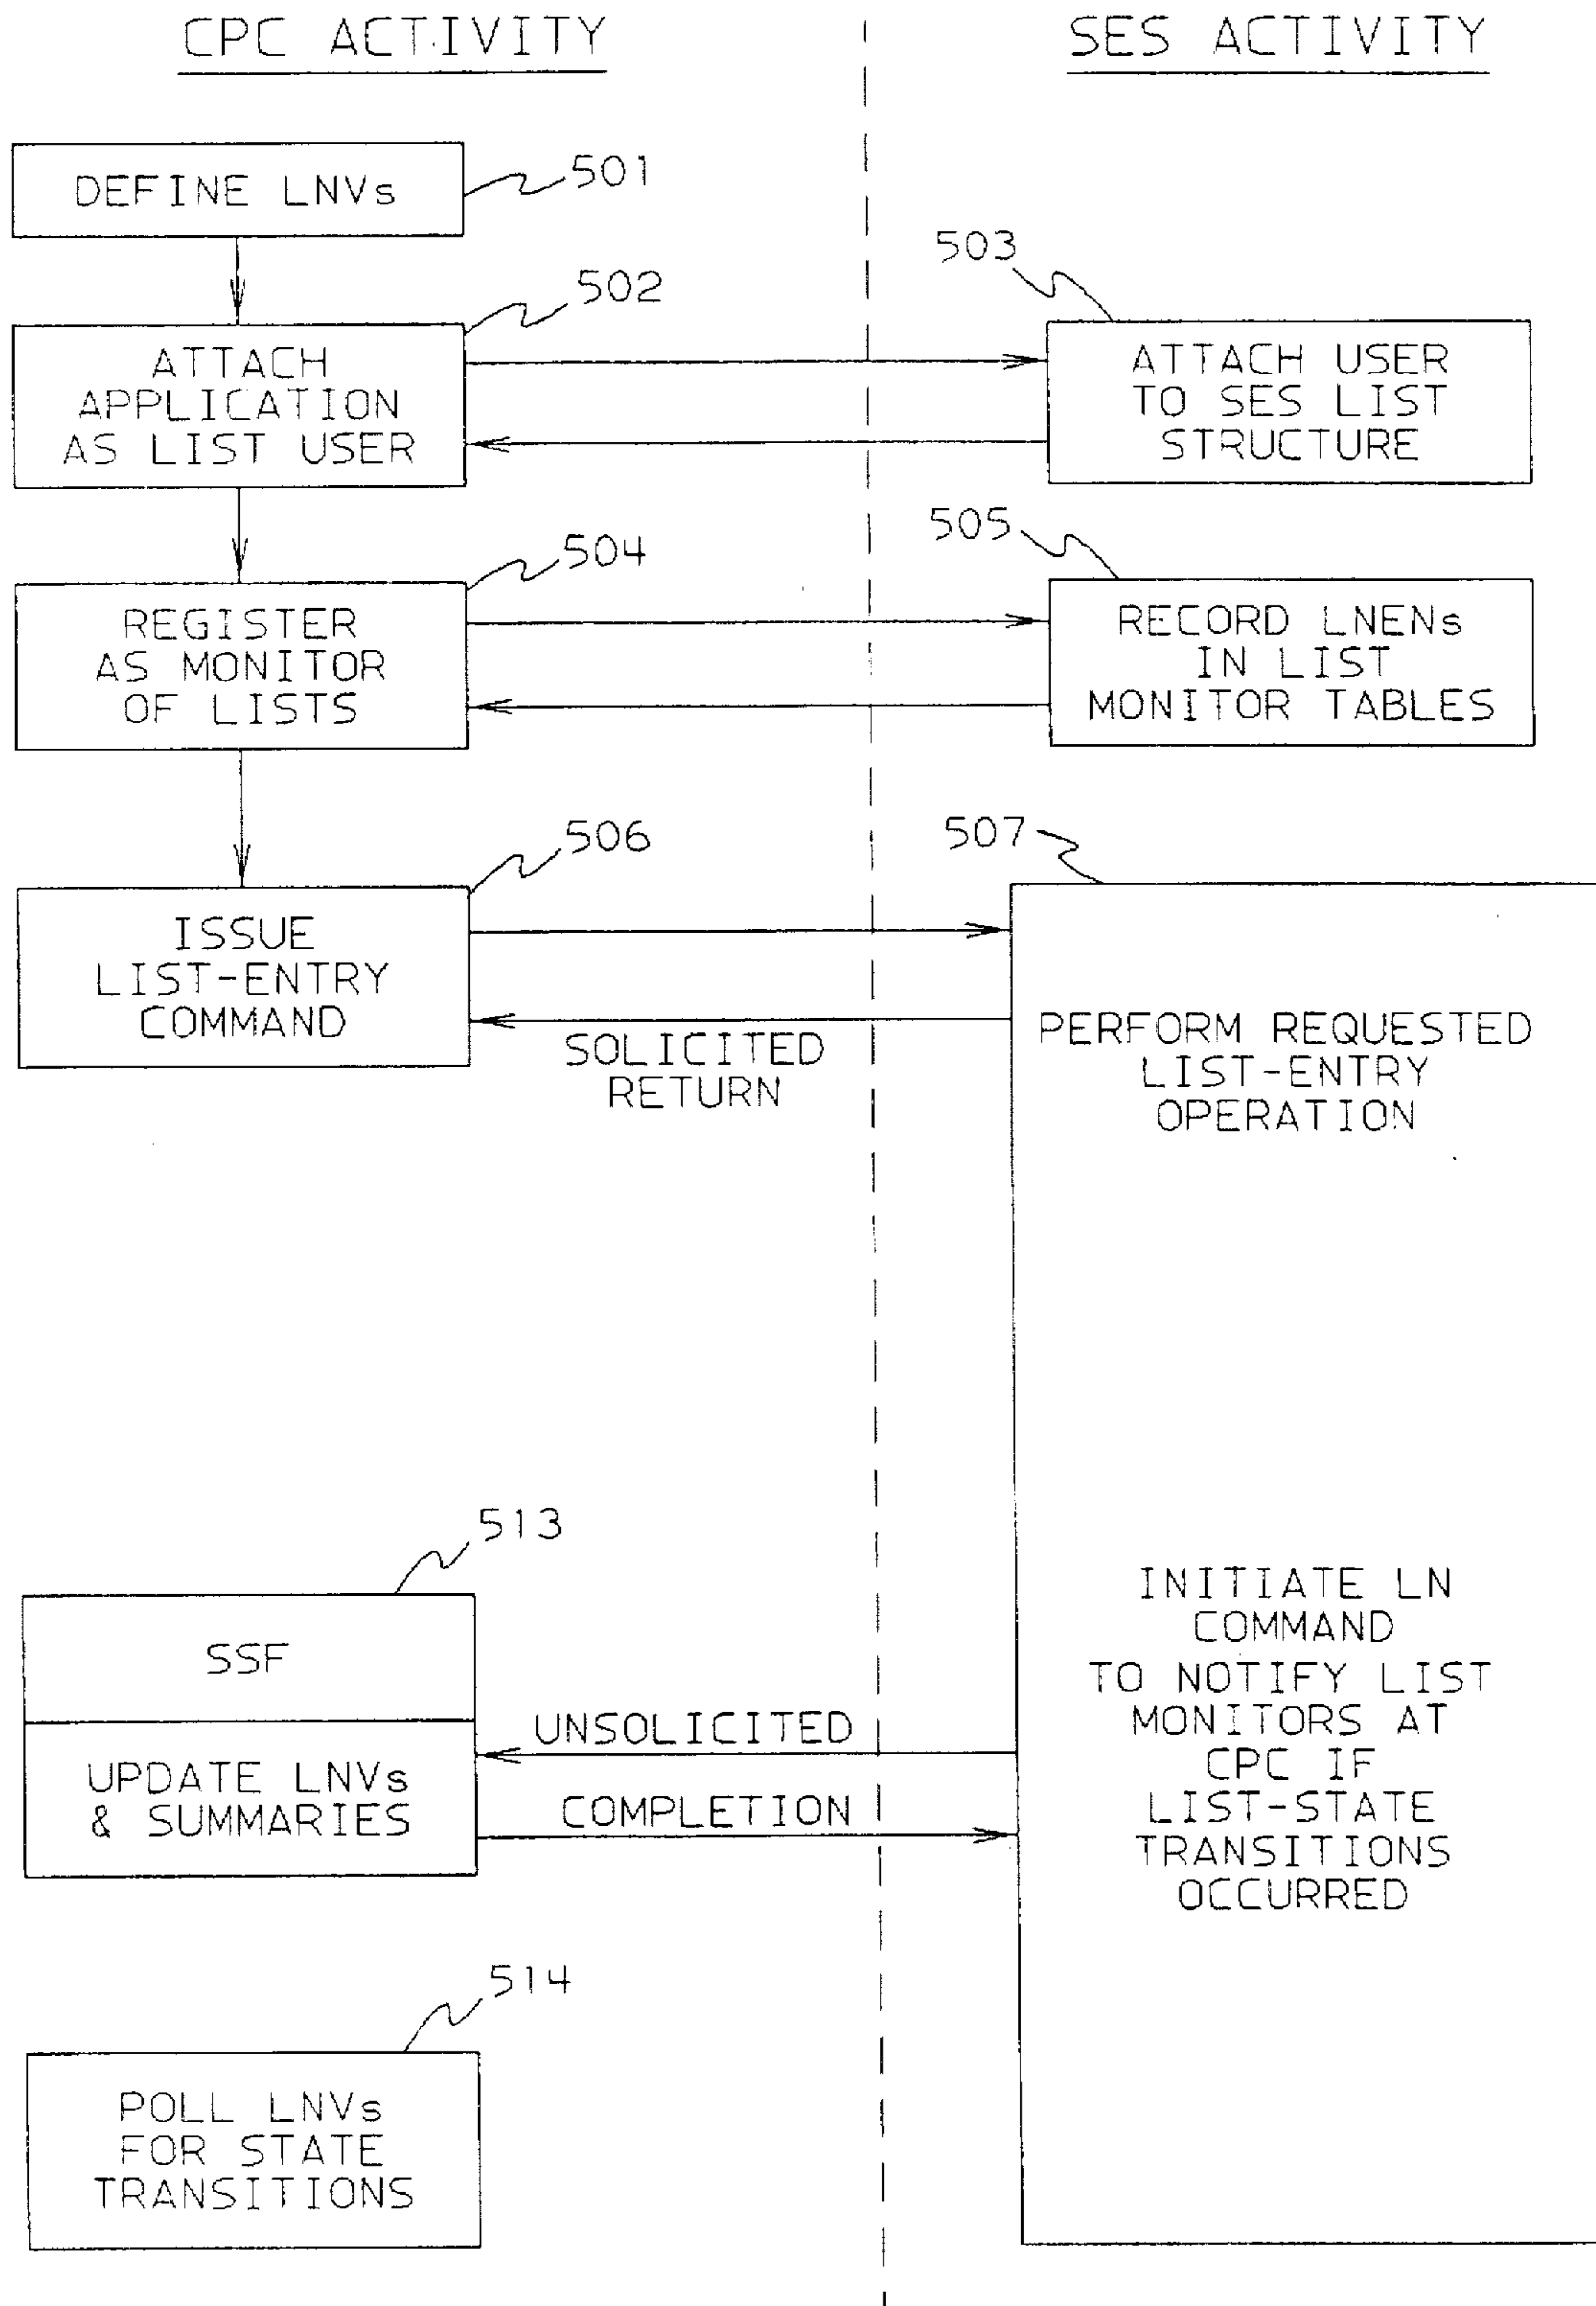 CPC ACTIVITY
SES ACTIVITY
DEFINE LNVs
501
502
503
ATTACH
APPLICATION
AS LIST USER
ATTACH USER
TO SES LIST
STRUCTURE
504
505
REGISTER
AS MONITOR
OF LISTS
RECORD LNENs
IN LIST
MONITOR TABLES
506
507
ISSUE
LIST-ENTRY
COMMAND
SOLICITED
RETURN
PERFORM REQUESTED
LIST-ENTRY
OPERATION
513
SSF
UPDATE LNVs
& SUMMARIES
UNSOLICITED
COMPLETION
INITIATE LN
COMMAND
TO NOTIFY LIST
MONITORS AT
CPC IF
LIST-STATE
TRANSITIONS
OCCURRED
514
POLL LNVs
FOR STATE
TRANSITIONS